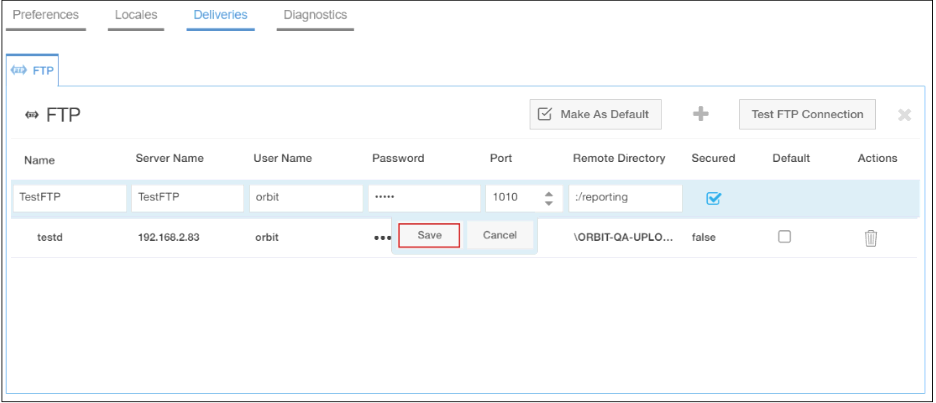 Preferences Locales Deliveries Diagnostics
FTP
FTP Make As Default Test FTP Connection
Name Server Name User Name Password Port Remote Directory Secured Default Actions
TestFTP TestFTP orbit ••••• 1010 :/reporting
testd 192.168.2.83 orbit ••• Save Cancel \ORBIT-QA-UPLO... false